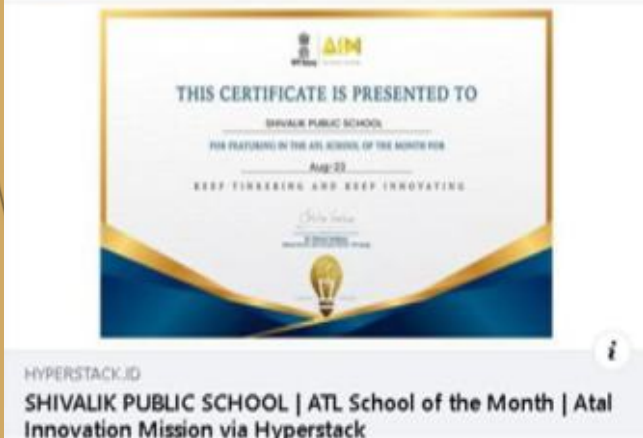 AIM
THIS CERTIFICATE IS PRESENTED TO
SHIVALIK PUBLIC SCHOOL
FOR FEATURING IN THE ATL SCHOOL OF THE MONTH FOR
KEEP TINKERING AND KEEP INNOVATING
HYPERSTACK.ID
SHIVALIK PUBLIC SCHOOL | ATL School of the Month | Atal
Innovation Mission via Hyperstack